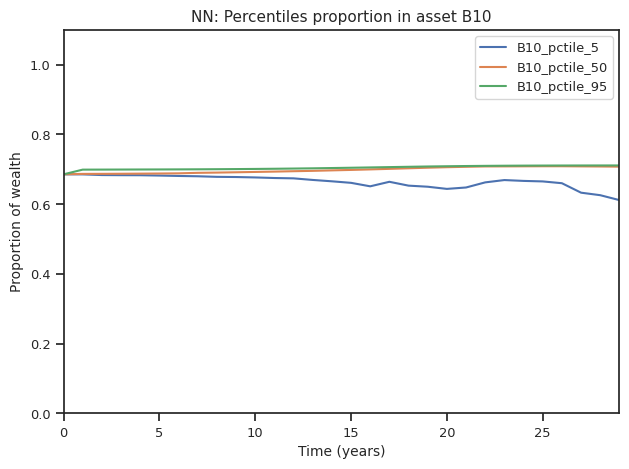 NN: Percentiles proportion in asset B10
B10_pctile_5
B10_pctile_50
B10_pctile_95
Proportion of wealth
1.0
0.8
0.6
0.4
0.2
0.0
0 5 10 15 20 25
Time (years)